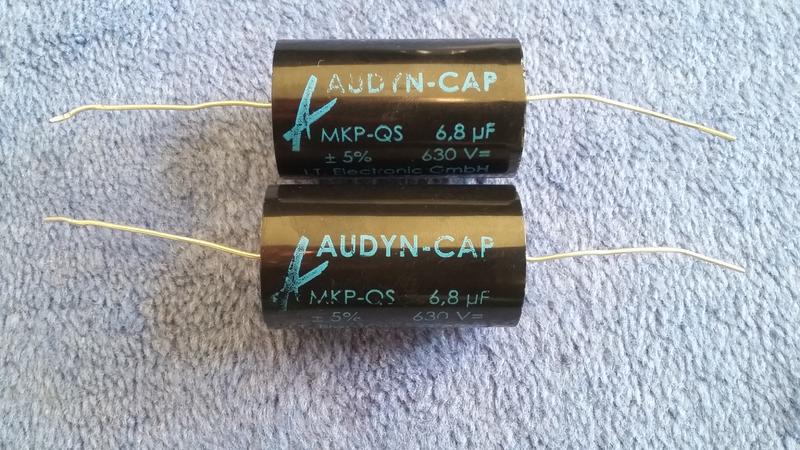 AUDYN-CAP
MKP-QS 6,8 µF
± 5% 630 V=
I.T. Electronic GmbH
AUDYN-CAP
MKP-QS 6,8 µF
± 5% 630 V=